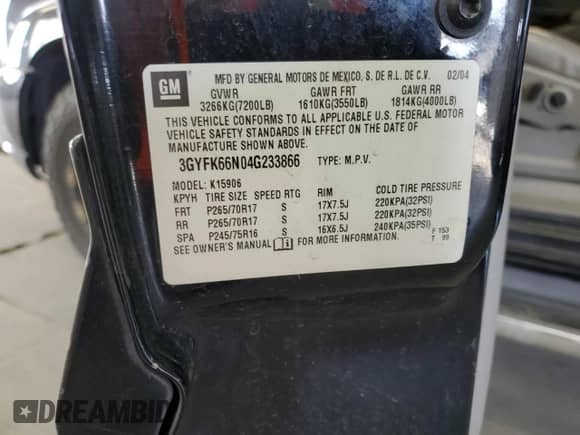 GM
MFD BY GENERAL MOTORS DE MEXICO, S. DE R.L. DE C.V. 02/04
GVWR GAWR FRT GAWR RR
3266KG(7200LB) 1610KG(3550LB) 1814KG(4000LB)
THIS VEHICLE CONFORMS TO ALL APPLICABLE U.S. FEDERAL MOTOR
VEHICLE SAFETY STANDARDS IN EFFECT ON THE DATE OF
MANUFACTURE SHOWN ABOVE.
3GYFK66N04G233866 TYPE: M.P.V.
MODEL: K15906
KPYH TIRE SIZE SPEED RTG RIM COLD TIRE PRESSURE
FRT P265/70R17 S 17X7.5J 220KPA(32PSI)
RR P265/70R17 S 17X7.5J 220KPA(32PSI)
SPA P245/75R16 S 16X6.5J 240KPA(35PSI) F 153
SEE OWNER'S MANUAL FOR MORE INFORMATION T 99
DREAMBID